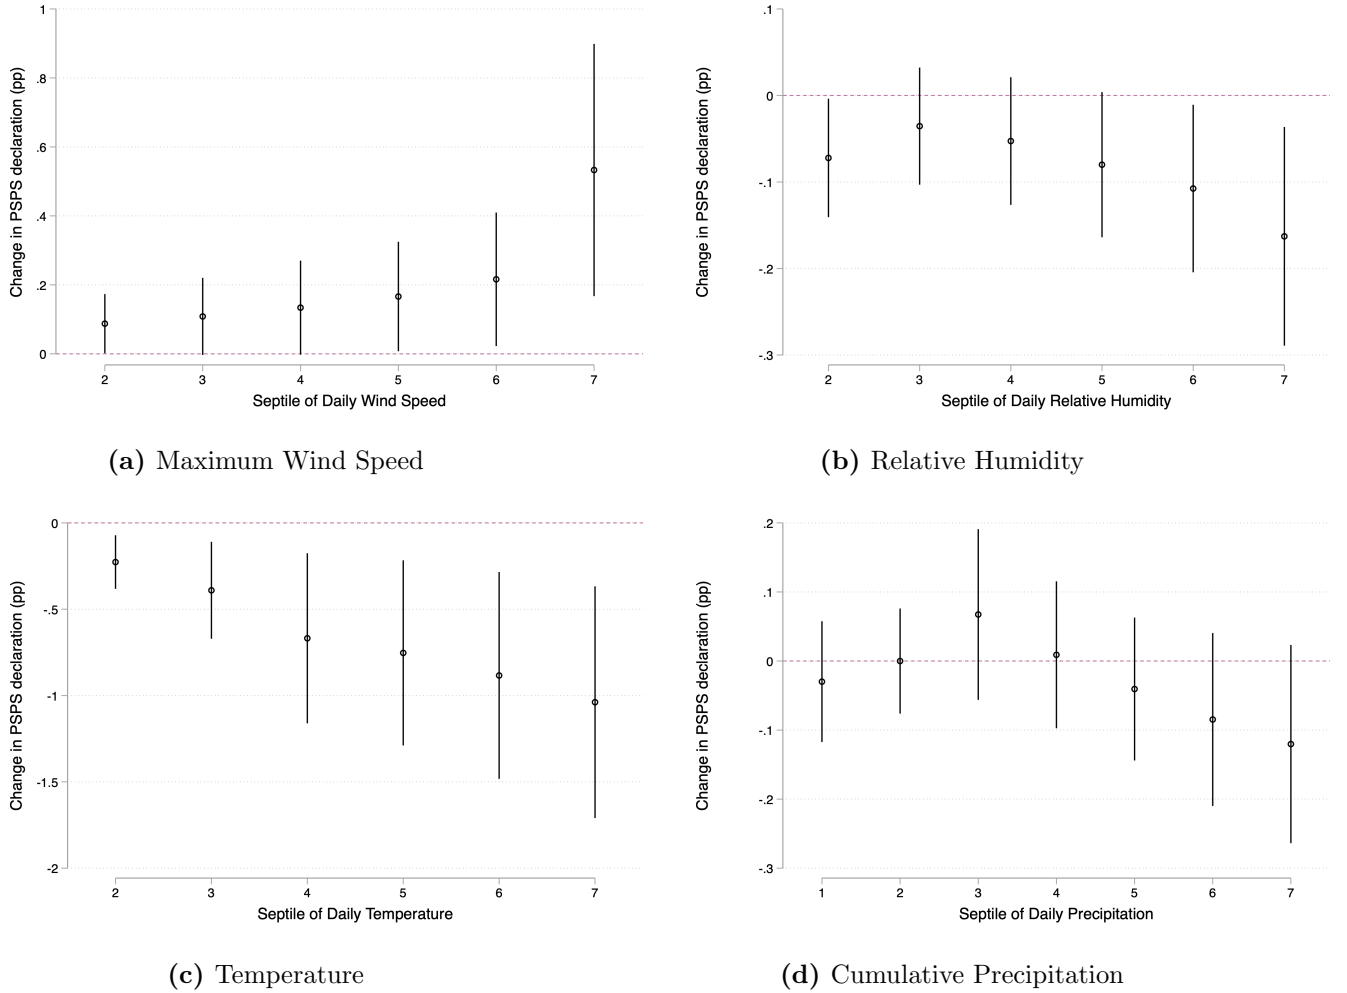 Change in PSPS declaration (pp)
1
.8
.6
.4
.2
0
2 3 4 5 6 7
Septile of Daily Wind Speed
(a) Maximum Wind Speed
Change in PSPS declaration (pp)
.1
0
-.1
-.2
-.3
2 3 4 5 6 7
Septile of Daily Relative Humidity
(b) Relative Humidity
Change in PSPS declaration (pp)
0
-.5
-1
-1.5
-2
2 3 4 5 6 7
Septile of Daily Temperature
(c) Temperature
Change in PSPS declaration (pp)
.2
.1
0
-.1
-.2
-.3
1 2 3 4 5 6 7
Septile of Daily Precipitation
(d) Cumulative Precipitation